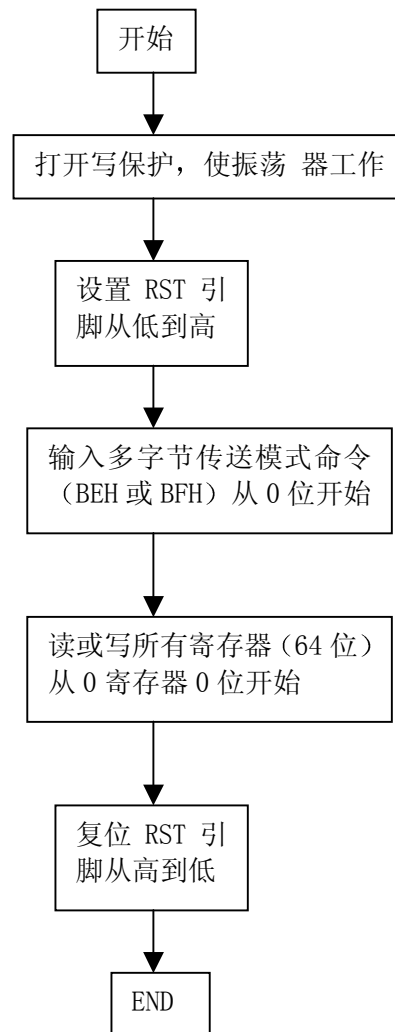 开始
打开写保护，使振荡 器工作
设置 RST 引
脚从低到高
输入多字节传送模式命令
（BEH 或 BFH）从 0 位开始
读或写所有寄存器（64 位）
从 0 寄存器 0 位开始
复位 RST 引
脚从高到低
END